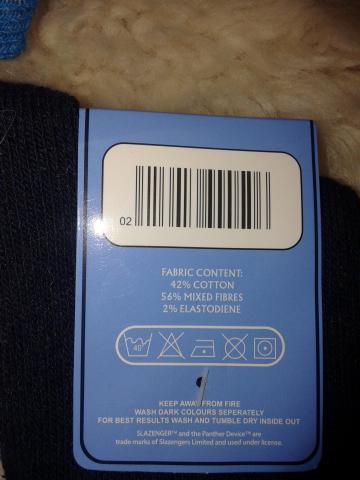 02
FABRIC CONTENT:
42% COTTON
56% MIXED FIBRES
2% ELASTODIENE
40
KEEP AWAY FROM FIRE
WASH DARK COLOURS SEPERATELY
FOR BEST RESULTS WASH AND TUMBLE DRY INSIDE OUT
SLAZENGER™ and the Panther Device™ are
trade marks of Slazengers Limited and used under license.